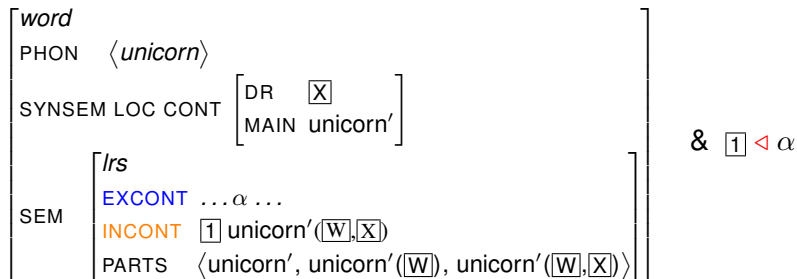 word
PHON ⟨unicorn⟩
SYNSEM LOC CONT [DR X
MAIN unicorn′]
& 1 ◁ α
SEM [lrs
EXCONT …α…
INCONT 1 unicorn′(W,X)
PARTS ⟨unicorn′, unicorn′(W), unicorn′(W,X)⟩]